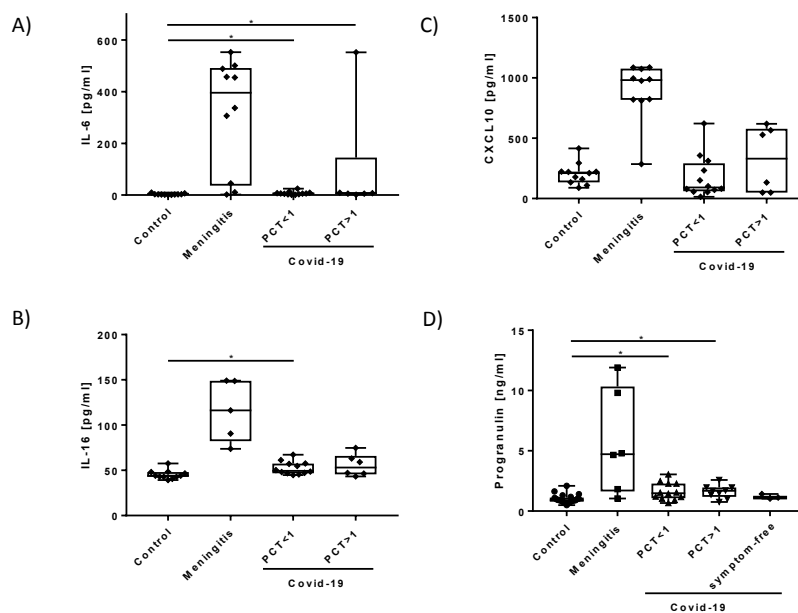 A)
*
*
IL-6 [pg/ml]
600
400
200
0
Control
Meningitis
PCT<1
PCT>1
Covid-19
C)
CXCL10 [pg/ml]
1500
1000
500
0
Control
Meningitis
PCT<1
PCT>1
Covid-19
B)
*
IL-16 [pg/ml]
200
150
100
50
0
Control
Meningitis
PCT<1
PCT>1
Covid-19
D)
*
*
Progranulin [ng/ml]
15
10
5
0
Control
Meningitis
PCT<1
PCT>1
symptom-free
Covid-19